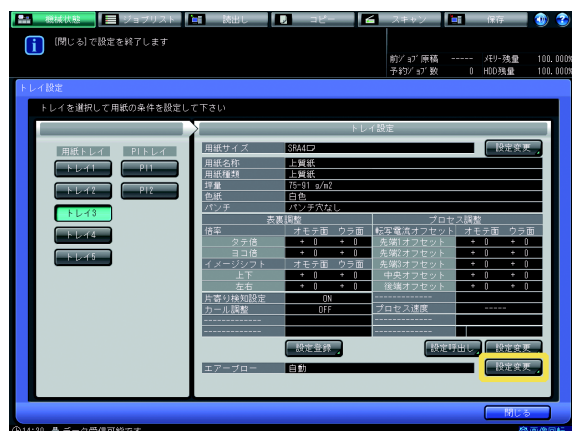 機械状態 ジョブリスト 読出し コピー スキャン 保存
[閉じる]で設定を終了します
前ジョブ 原稿 ----- メモリー残量 100.000%
予約ジョブ数 0 HDD残量 100.000%
トレイ設定
トレイを選択して用紙の条件を設定して下さい
トレイ設定
用紙トレイ PIトレイ
用紙サイズ SRA4 設定変更
トレイ1 PI1
用紙名称 上質紙
用紙種類 上質紙
トレイ2 PI2
坪量 75-91 g/m2
色紙 白色
パンチ パンチ穴なし
トレイ3
表裏調整 プロセス調整
倍率 オモテ面 ウラ面 転写電流オフセット オモテ面 ウラ面
トレイ4
タテ倍 + 0 + 0 先端1オフセット + 0 + 0
ヨコ倍 + 0 + 0 先端2オフセット + 0 + 0
トレイ5
イメージシフト オモテ面 ウラ面 先端3オフセット + 0 + 0
上下 + 0 + 0 中央オフセット + 0 + 0
左右 + 0 + 0 後端オフセット + 0 + 0
片寄り検知設定 ON -------------
カール調整 OFF プロセス速度 -----
------------- -------------
------------- -------------
設定登録 設定呼出し 設定変更
エアーブロー 自動 設定変更
閉じる
14:20 データ受信可能です 画像回転